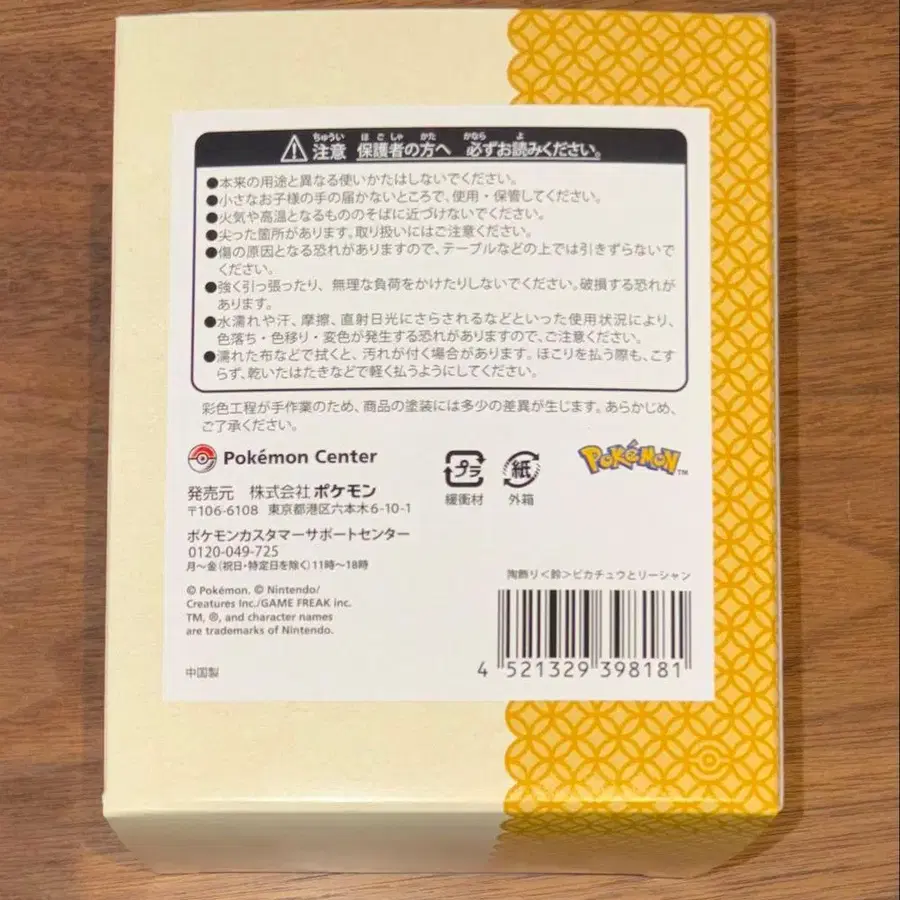 注意 保護者の方へ 必ずお読みください。
ちゅうい ほごしゃ かた かなら よ
●本来の用途と異なる使いかたはしないでください。
●小さなお子様の手の届かないところで、使用・保管してください。
●火気や高温となるもののそばに近づけないでください。
●尖った箇所があります。取り扱いにはご注意ください。
●傷の原因となる恐れがありますので、テーブルなどの上では引きずらないで
ください。
●強く引っ張ったり、無理な負荷をかけたりしないでください。破損する恐れが
あります。
●水濡れや汗、摩擦、直射日光にさらされるなどといった使用状況により、
色落ち・色移り・変色が発生する恐れがありますので、ご注意ください。
●濡れた布などで拭くと、汚れが付く場合があります。ほこりを払う際も、こす
らず、乾いたはたきなどで軽く払うようにしてください。
彩色工程が手作業のため、商品の塗装には多少の差異が生じます。あらかじめ、
ご了承ください。
Pokémon Center
プラ
緩衝材
紙
外箱
POKéMON™
発売元 株式会社ポケモン
〒106-6108 東京都港区六本木6-10-1
ポケモンカスタマーサポートセンター
0120-049-725
月～金(祝日・特定日を除く)11時～18時
© Pokémon. © Nintendo/
Creatures Inc./GAME FREAK inc.
TM, ®, and character names
are trademarks of Nintendo.
中国製
陶飾り<鈴>ピカチュウとリーシャン
4 521329 398181